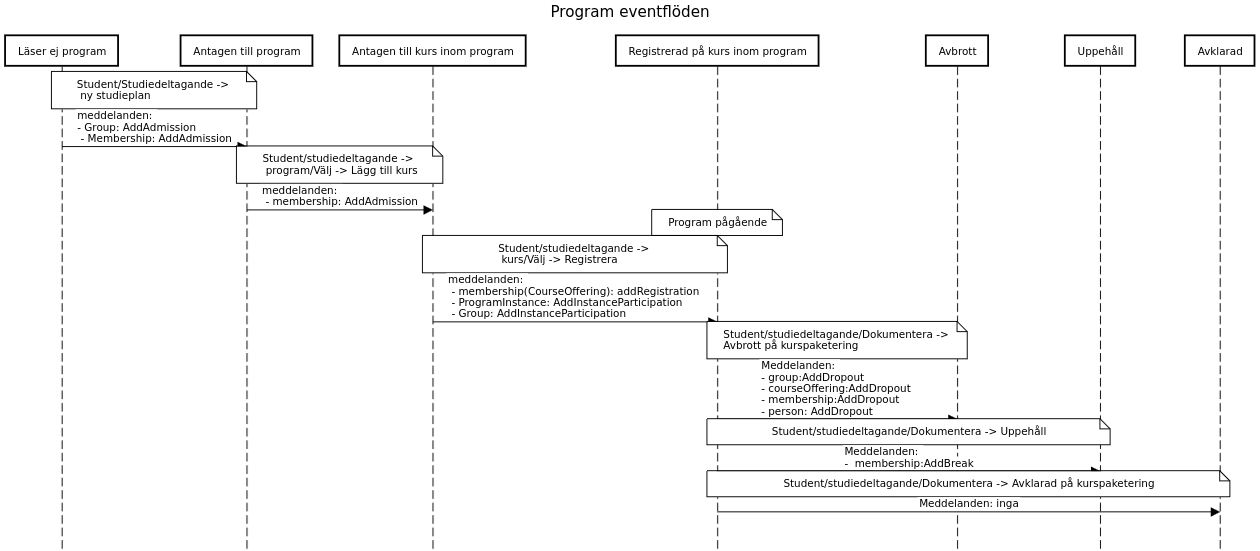 Program eventflöden
Läser ej program
Antagen till program
Antagen till kurs inom program
Registrerad på kurs inom program
Avbrott
Uppehåll
Avklarad
Student/Studiedeltagande ->
ny studieplan
meddelanden:
- Group: AddAdmission
- Membership: AddAdmission
Student/studiedeltagande ->
program/Välj -> Lägg till kurs
meddelanden:
- membership: AddAdmission
Program pågående
Student/studiedeltagande ->
kurs/Välj -> Registrera
meddelanden:
- membership(CourseOffering): addRegistration
- ProgramInstance: AddInstanceParticipation
- Group: AddInstanceParticipation
Student/studiedeltagande/Dokumentera ->
Avbrott på kurspaketering
Meddelanden:
- group:AddDropout
- courseOffering:AddDropout
- membership:AddDropout
- person: AddDropout
Student/studiedeltagande/Dokumentera -> Uppehåll
Meddelanden:
-  membership:AddBreak
Student/studiedeltagande/Dokumentera -> Avklarad på kurspaketering
Meddelanden: inga